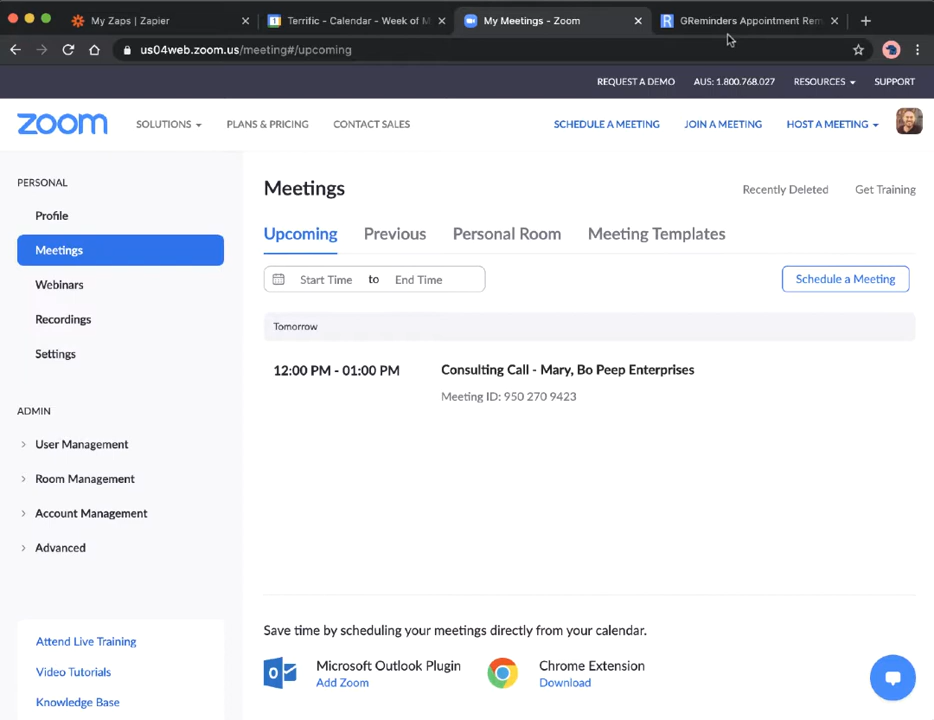 My Zaps | Zapier
Terrific - Calendar - Week of M
My Meetings - Zoom
GReminders Appointment Rem
us04web.zoom.us/meeting#/upcoming
REQUEST A DEMO
AUS: 1.800.768.027
RESOURCES
SUPPORT
zoom
SOLUTIONS
PLANS & PRICING
CONTACT SALES
SCHEDULE A MEETING
JOIN A MEETING
HOST A MEETING
PERSONAL
Profile
Meetings
Webinars
Recordings
Settings
ADMIN
User Management
Room Management
Account Management
Advanced
Attend Live Training
Video Tutorials
Knowledge Base
Meetings
Recently Deleted
Get Training
Upcoming
Previous
Personal Room
Meeting Templates
Start Time to End Time
Schedule a Meeting
Tomorrow
12:00 PM - 01:00 PM
Consulting Call - Mary, Bo Peep Enterprises
Meeting ID: 950 270 9423
Save time by scheduling your meetings directly from your calendar.
Microsoft Outlook Plugin
Add Zoom
Chrome Extension
Download